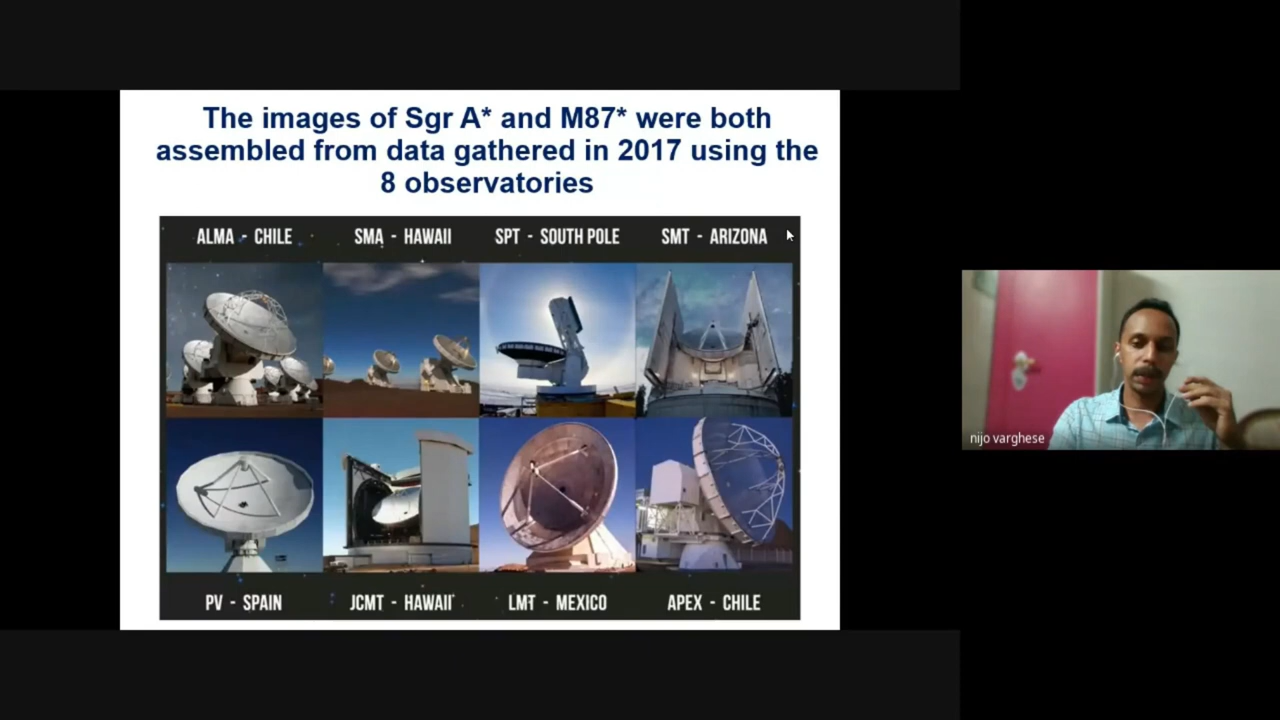 The images of Sgr A* and M87* were both
assembled from data gathered in 2017 using the
8 observatories
ALMA - CHILE
SMA - HAWAII
SPT - SOUTH POLE
SMT - ARIZONA
PV - SPAIN
JCMT - HAWAII
LMT - MEXICO
APEX - CHILE
nijo varghese